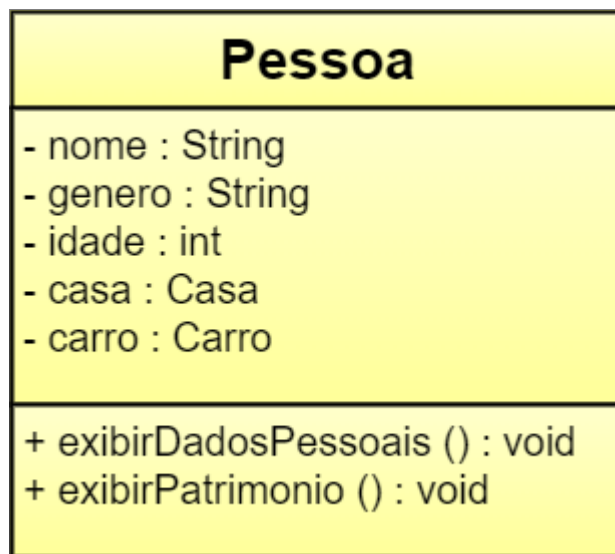 Pessoa
- nome : String
- genero : String
- idade : int
- casa : Casa
- carro : Carro
+ exibirDadosPessoais () : void
+ exibirPatrimonio () : void